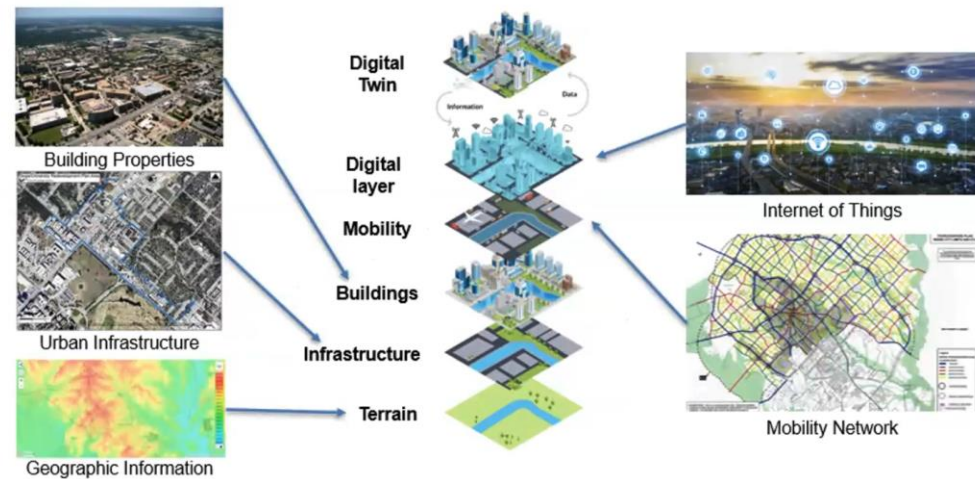 Building Properties
Urban Infrastructure
Geographic Information
Digital
Twin
Information
Data
Digital
layer
Mobility
Buildings
Infrastructure
Terrain
Internet of Things
Mobility Network